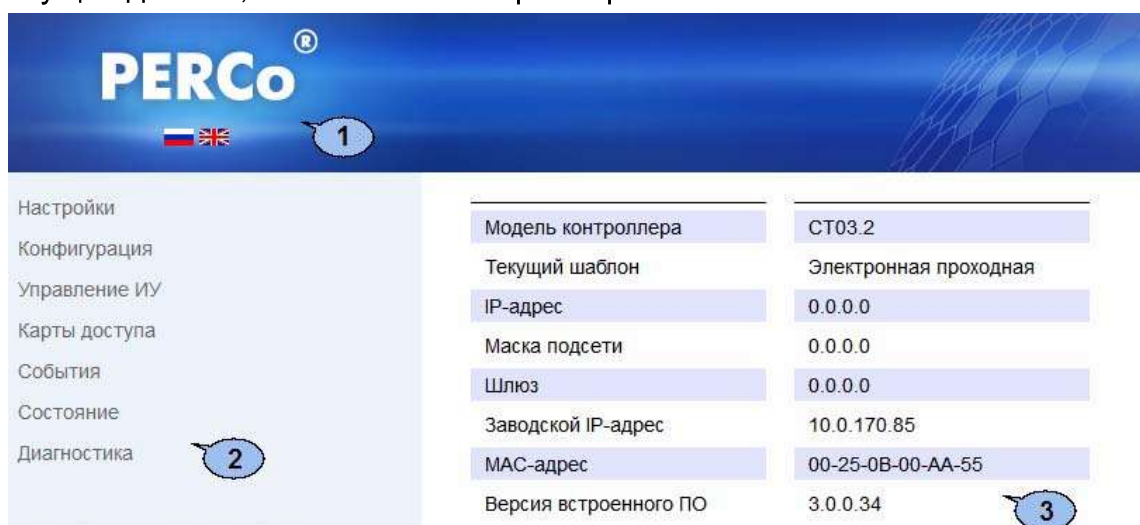 PERCo®
1
Настройки
Конфигурация
Управление ИУ
Карты доступа
События
Состояние
Диагностика
2
Модель контроллера CT03.2
Текущий шаблон Электронная проходная
IP-адрес 0.0.0.0
Маска подсети 0.0.0.0
Шлюз 0.0.0.0
Заводской IP-адрес 10.0.170.85
MAC-адрес 00-25-0B-00-AA-55
Версия встроенного ПО 3.0.0.34
3